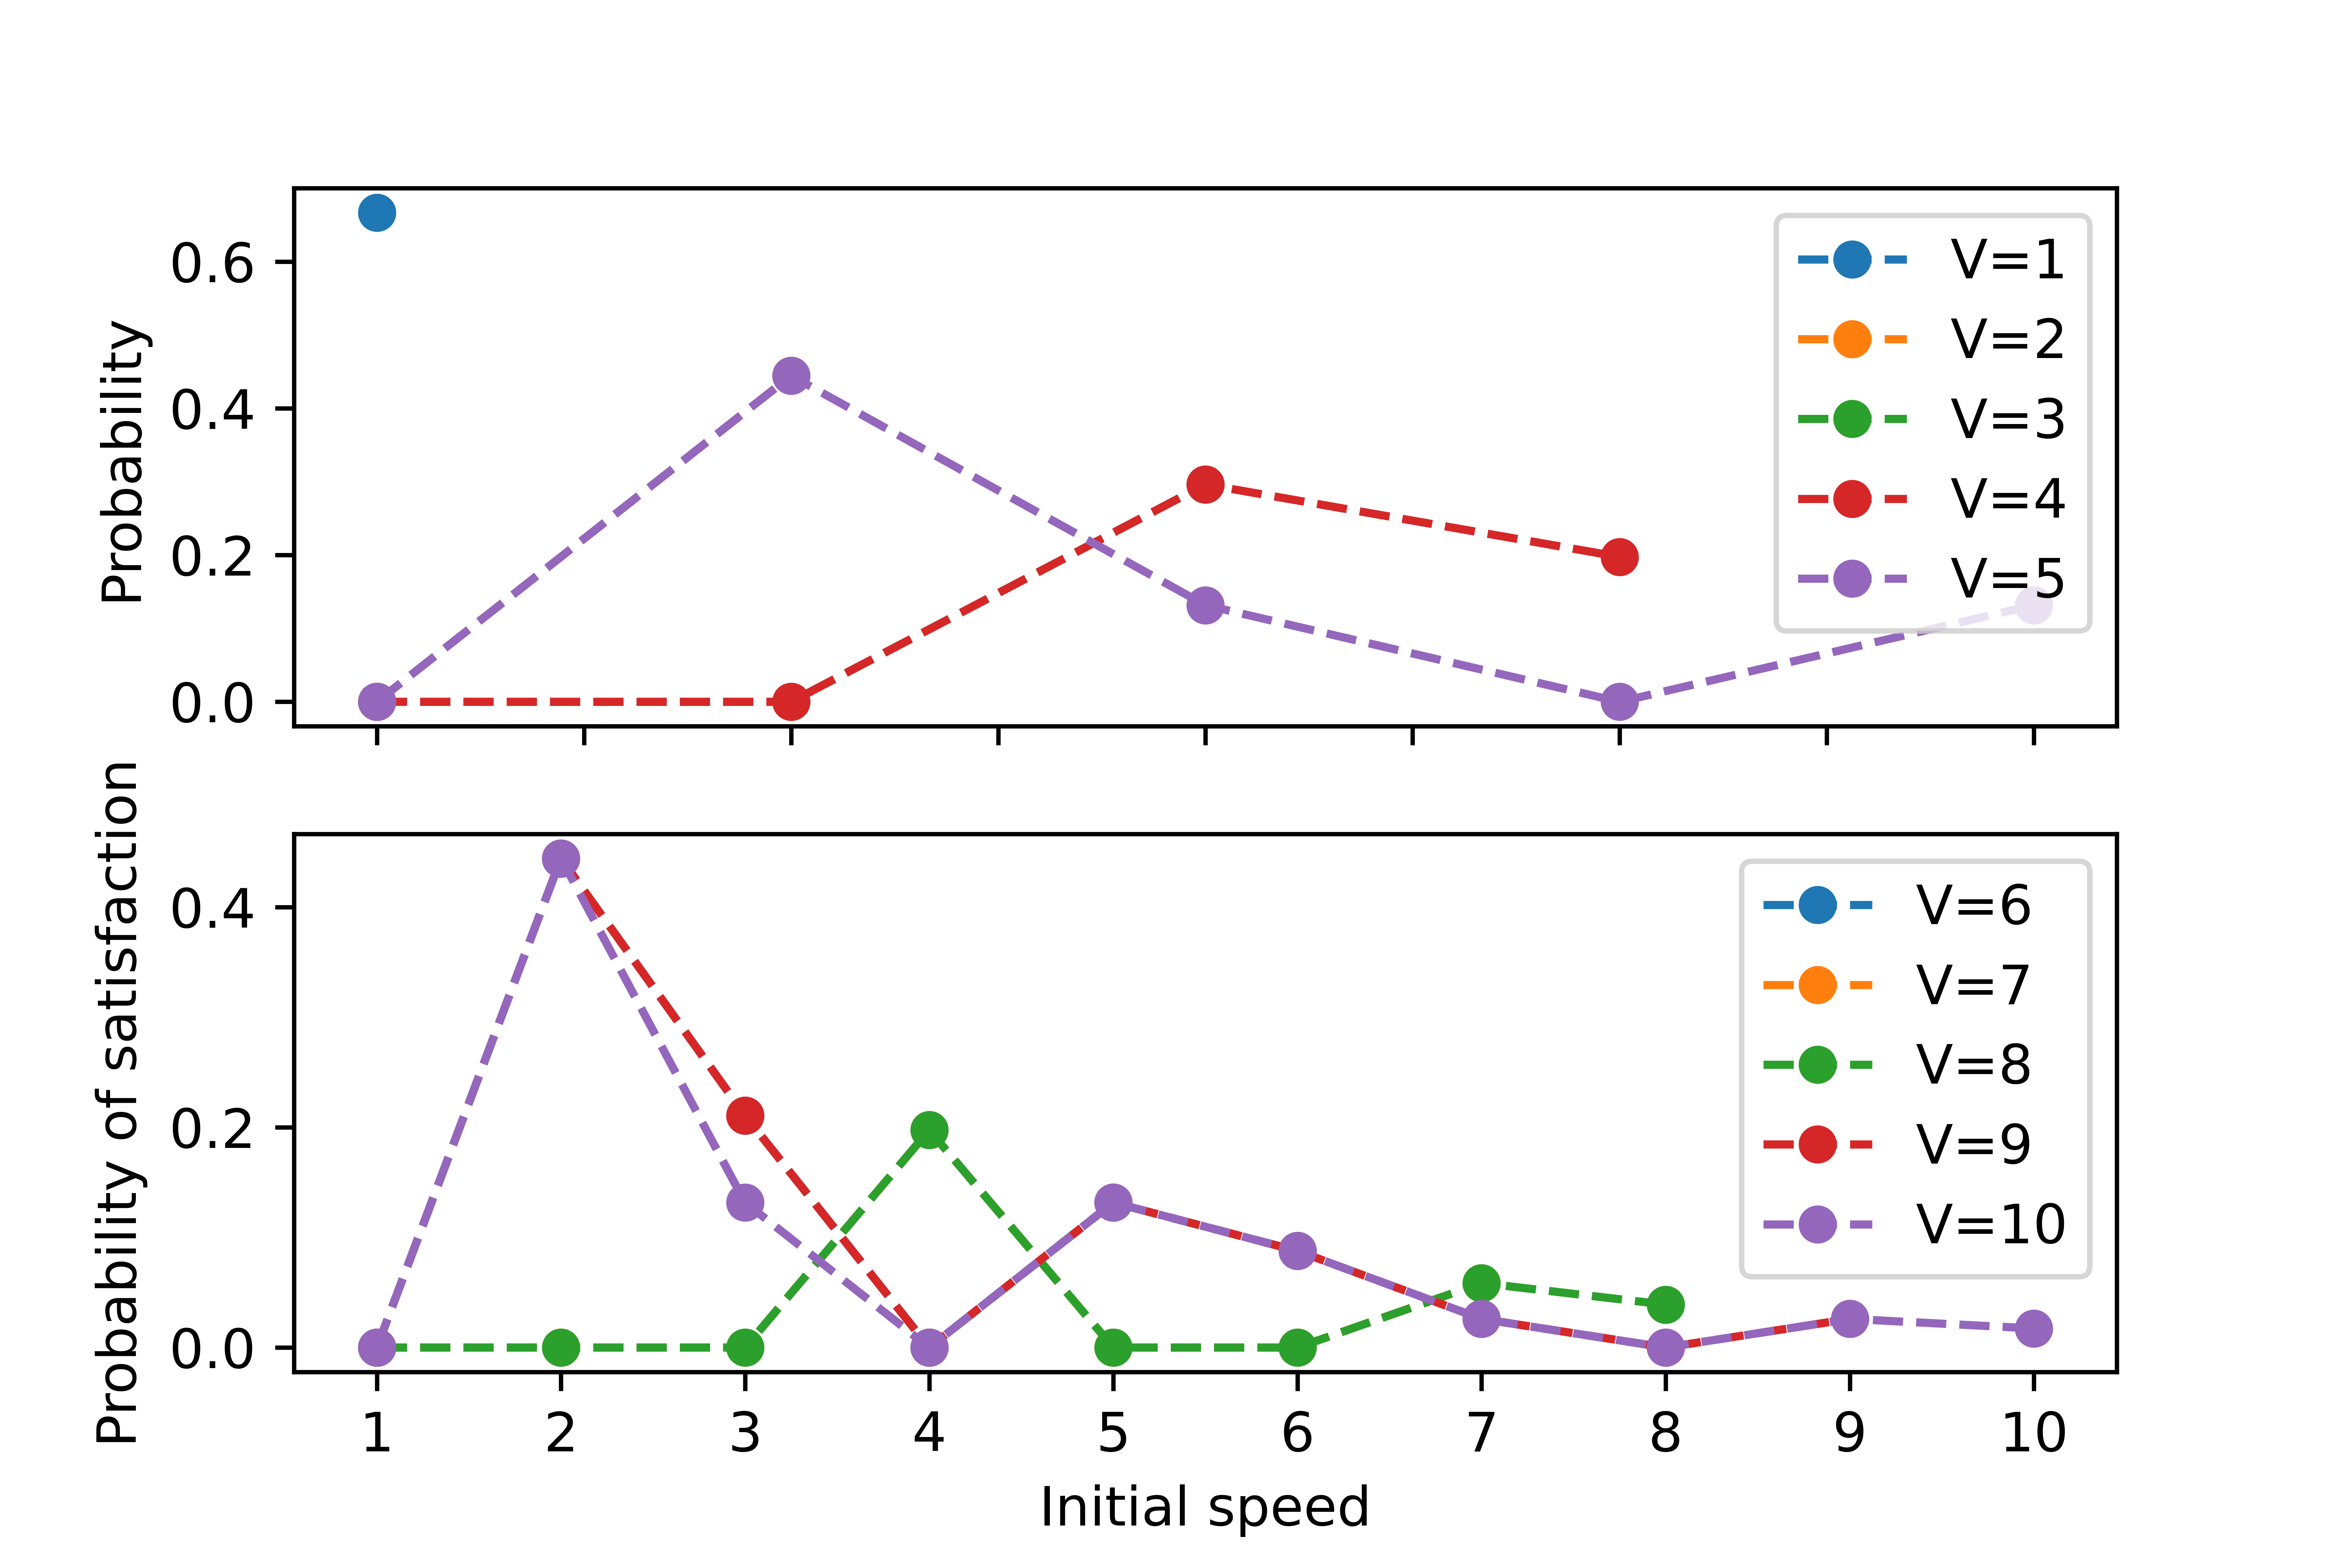 Probability
0.6
0.4
0.2
0.0
V=1
V=2
V=3
V=4
V=5
Probability of satisfaction
0.4
0.2
0.0
V=6
V=7
V=8
V=9
V=10
1 2 3 4 5 6 7 8 9 10
Initial speed